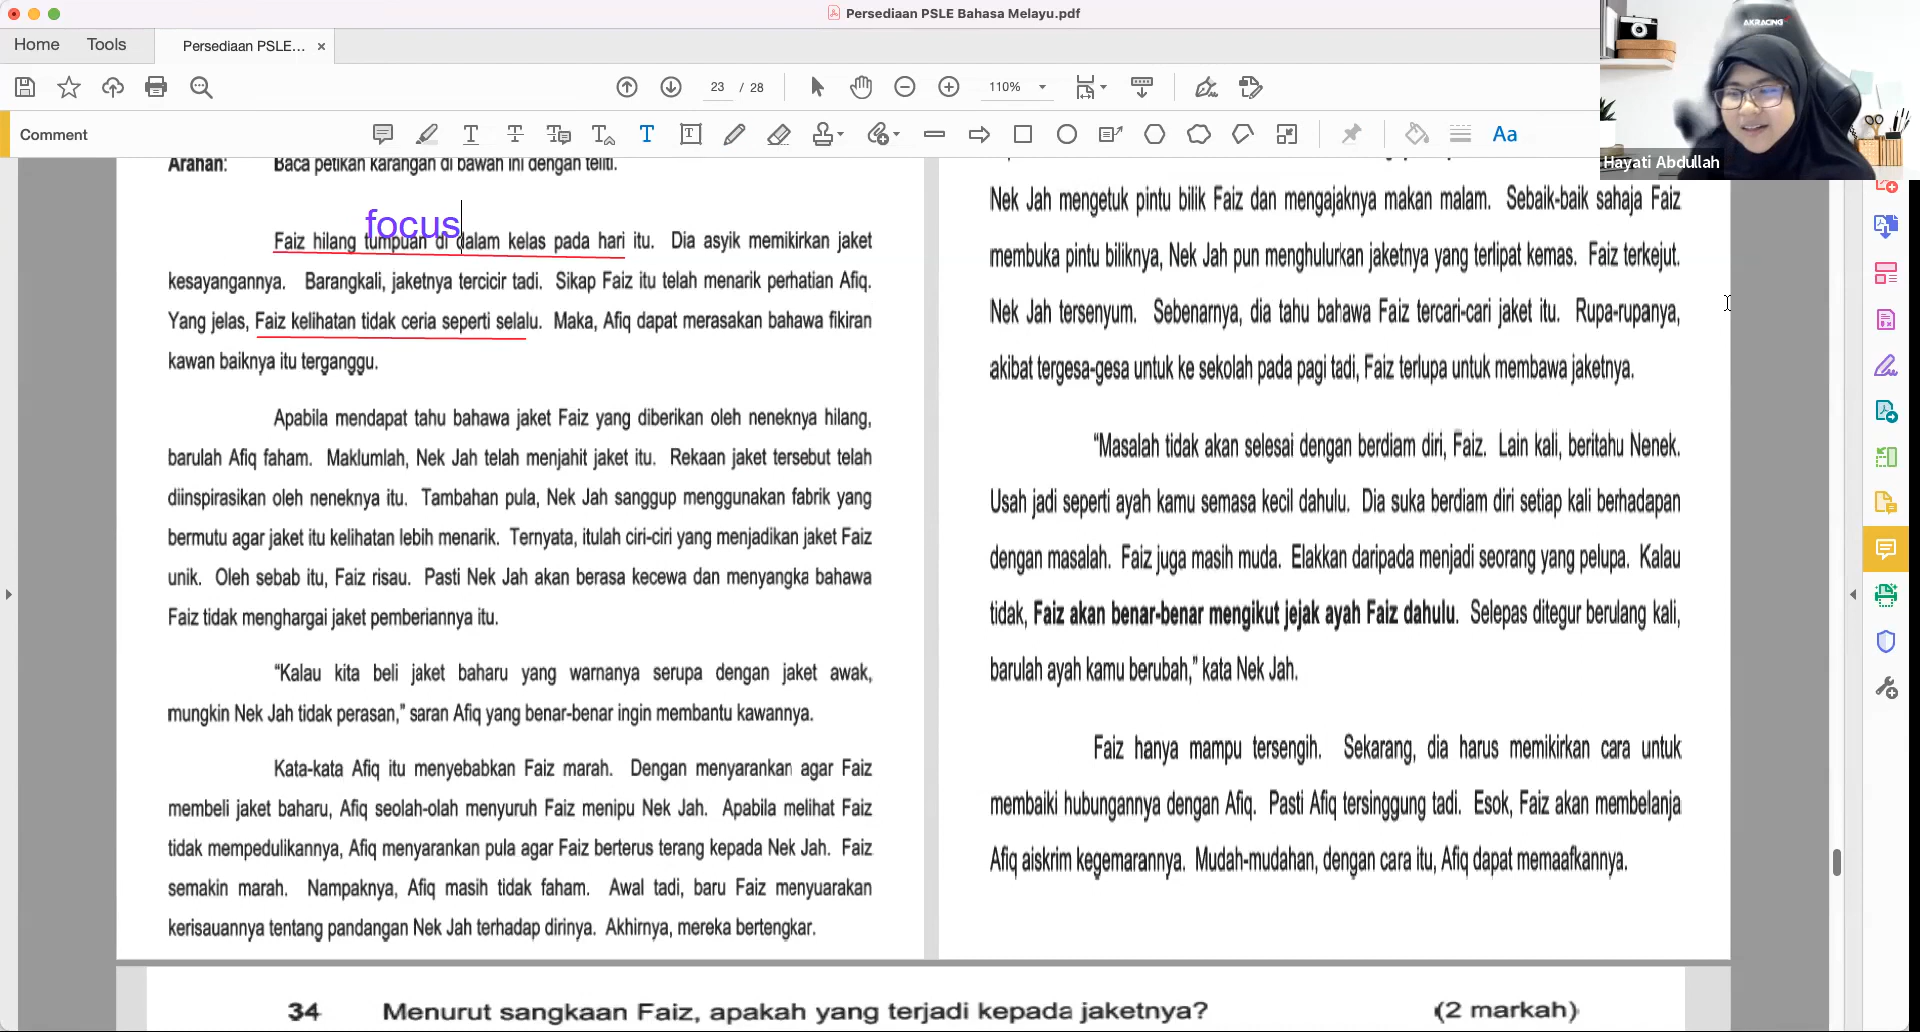 Persediaan PSLE Bahasa Melayu.pdf
Home
Tools
Persediaan PSLE... ×
23 / 28
110%
Comment
Aa
AKRACING
Hayati Abdullah
Arahan: Baca petikan karangan di bawah ini dengan teliti.
focus
Faiz hilang tumpuan di dalam kelas pada hari itu. Dia asyik memikirkan jaket
kesayangannya. Barangkali, jaketnya tercicir tadi. Sikap Faiz itu telah menarik perhatian Afiq.
Yang jelas, Faiz kelihatan tidak ceria seperti selalu. Maka, Afiq dapat merasakan bahawa fikiran
kawan baiknya itu terganggu.
Apabila mendapat tahu bahawa jaket Faiz yang diberikan oleh neneknya hilang,
barulah Afiq faham. Maklumlah, Nek Jah telah menjahit jaket itu. Rekaan jaket tersebut telah
diinspirasikan oleh neneknya itu. Tambahan pula, Nek Jah sanggup menggunakan fabrik yang
bermutu agar jaket itu kelihatan lebih menarik. Ternyata, itulah ciri-ciri yang menjadikan jaket Faiz
unik. Oleh sebab itu, Faiz risau. Pasti Nek Jah akan berasa kecewa dan menyangka bahawa
Faiz tidak menghargai jaket pemberiannya itu.
“Kalau kita beli jaket baharu yang warnanya serupa dengan jaket awak,
mungkin Nek Jah tidak perasan,” saran Afiq yang benar-benar ingin membantu kawannya.
Kata-kata Afiq itu menyebabkan Faiz marah. Dengan menyarankan agar Faiz
membeli jaket baharu, Afiq seolah-olah menyuruh Faiz menipu Nek Jah. Apabila melihat Faiz
tidak mempedulikannya, Afiq menyarankan pula agar Faiz berterus terang kepada Nek Jah. Faiz
semakin marah. Nampaknya, Afiq masih tidak faham. Awal tadi, baru Faiz menyuarakan
kerisauannya tentang pandangan Nek Jah terhadap dirinya. Akhirnya, mereka bertengkar.
Nek Jah mengetuk pintu bilik Faiz dan mengajaknya makan malam. Sebaik-baik sahaja Faiz
membuka pintu biliknya, Nek Jah pun menghulurkan jaketnya yang terlipat kemas. Faiz terkejut.
Nek Jah tersenyum. Sebenarnya, dia tahu bahawa Faiz tercari-cari jaket itu. Rupa-rupanya,
akibat tergesa-gesa untuk ke sekolah pada pagi tadi, Faiz terlupa untuk membawa jaketnya.
“Masalah tidak akan selesai dengan berdiam diri, Faiz. Lain kali, beritahu Nenek.
Usah jadi seperti ayah kamu semasa kecil dahulu. Dia suka berdiam diri setiap kali berhadapan
dengan masalah. Faiz juga masih muda. Elakkan daripada menjadi seorang yang pelupa. Kalau
tidak, Faiz akan benar-benar mengikut jejak ayah Faiz dahulu. Selepas ditegur berulang kali,
barulah ayah kamu berubah,” kata Nek Jah.
Faiz hanya mampu tersengih. Sekarang, dia harus memikirkan cara untuk
membaiki hubungannya dengan Afiq. Pasti Afiq tersinggung tadi. Esok, Faiz akan membelanja
Afiq aiskrim kegemarannya. Mudah-mudahan, dengan cara itu, Afiq dapat memaafkannya.
34 Menurut sangkaan Faiz, apakah yang terjadi kepada jaketnya? (2 markah)